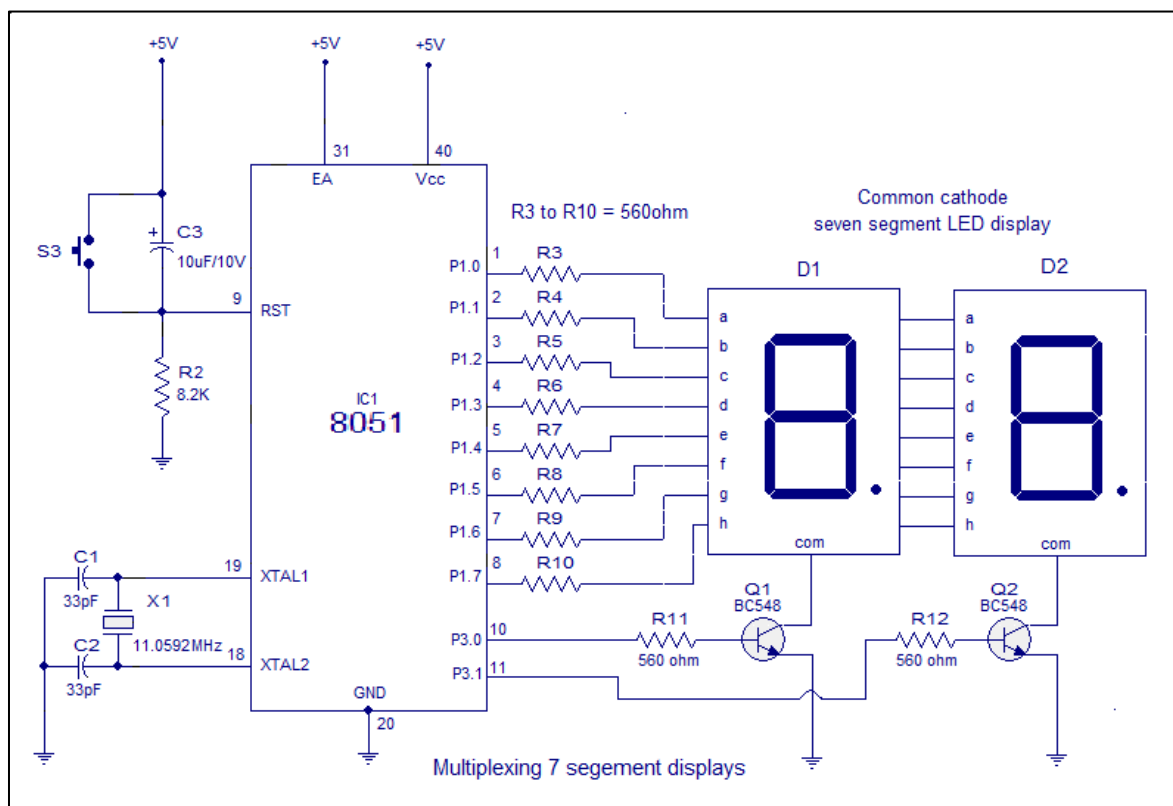 +5V
+5V
+5V
31
40
EA
Vcc
R3 to R10 = 560ohm
Common cathode
seven segment LED display
S3
+
C3
10uF/10V
9
RST
R2
8.2K
IC1
8051
P1.0
1
R3
P1.1
2
R4
P1.2
3
R5
P1.3
4
R6
P1.4
5
R7
P1.5
6
R8
P1.6
7
R9
P1.7
8
R10
D1
a
b
c
d
e
f
g
h
com
D2
a
b
c
d
e
f
g
h
com
C1
33pF
19
XTAL1
X1
11.0592MHz
C2
33pF
18
XTAL2
P3.0
10
R11
560 ohm
Q1
BC548
P3.1
11
R12
560 ohm
Q2
BC548
GND
20
Multiplexing 7 segement displays